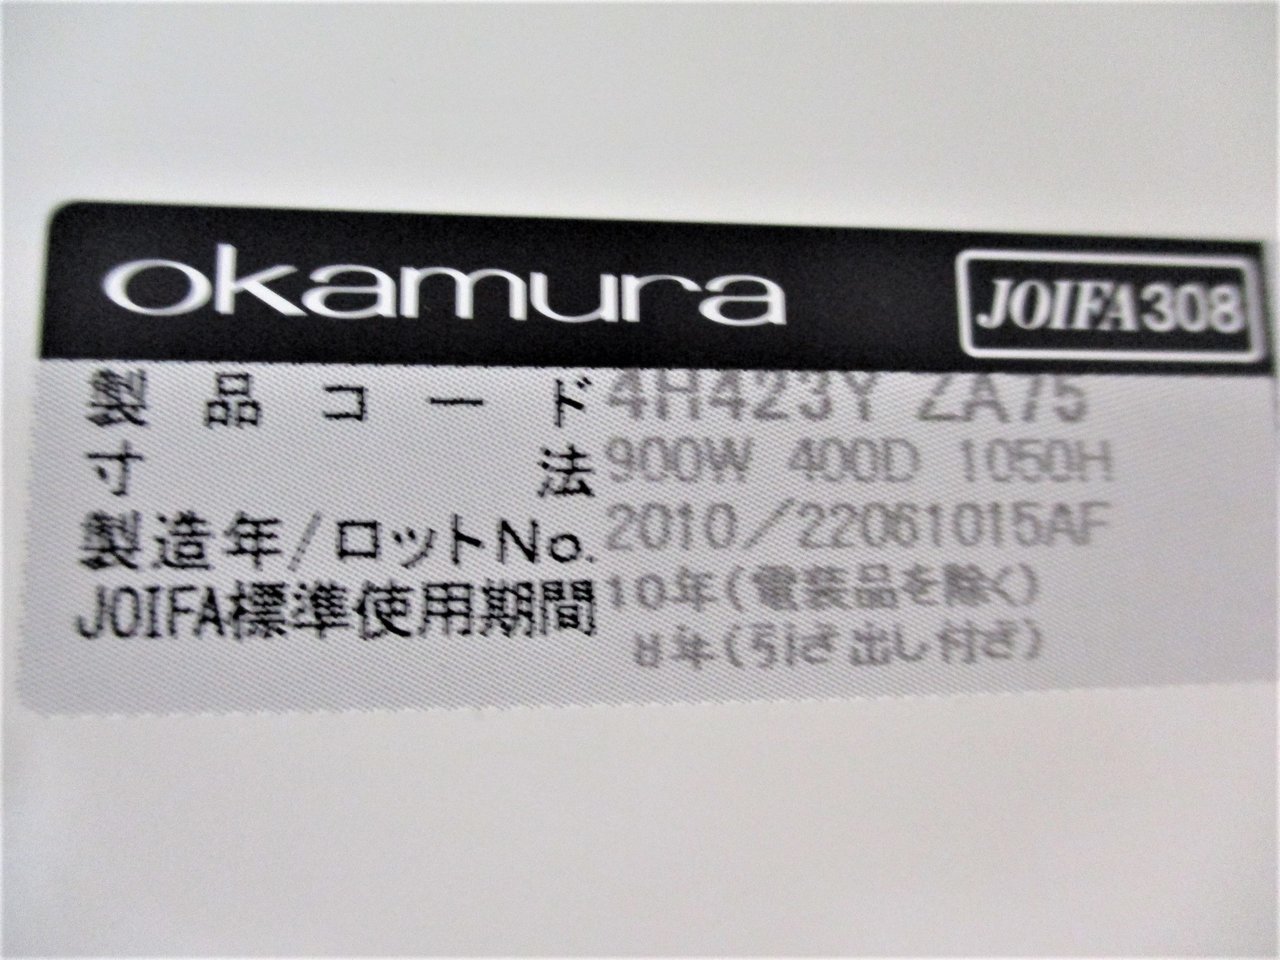 okamura JOIFA308
製品コード 4H423Y ZA75
寸法 900W 400D 1050H
製造年/ロットNo. 2010/22061015AF
JOIFA標準使用期間 10年(電装品を除く)
8年(引き出し付き)